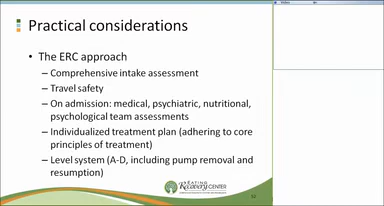 Practical considerations
• The ERC approach
– Comprehensive intake assessment
– Travel safety
– On admission: medical, psychiatric, nutritional,
psychological team assessments
– Individualized treatment plan (adhering to core
principles of treatment)
– Level system (A-D, including pump removal and
resumption)
EATING
RECOVERY CENTER